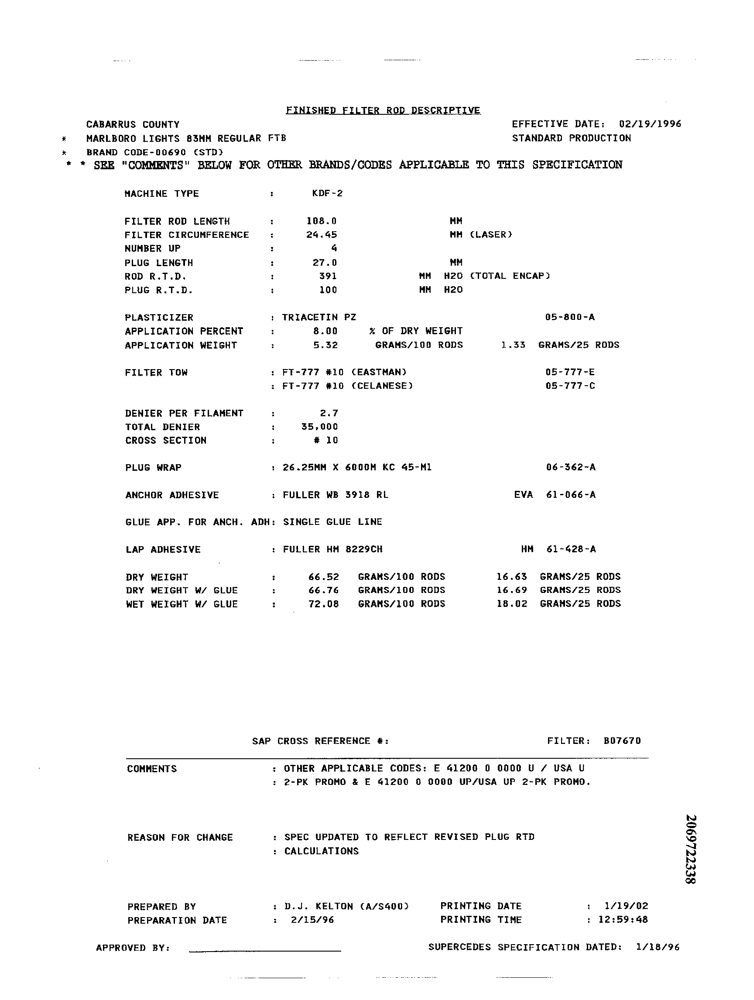 FINISHED FILTER ROD DESCRIPTIVE
CABARRUS COUNTY EFFECTIVE DATE: 02/19/1996
* MARLBORO LIGHTS 83MM REGULAR FTB STANDARD PRODUCTION
* BRAND CODE-00690 (STD)
* * SEE "COMMENTS" BELOW FOR OTHER BRANDS/CODES APPLICABLE TO THIS SPECIFICATION
MACHINE TYPE : KDF-2
FILTER ROD LENGTH : 108.0 MM
FILTER CIRCUMFERENCE : 24.45 MM (LASER)
NUMBER UP : 4
PLUG LENGTH : 27.0 MM
ROD R.T.D. : 391 MM H2O (TOTAL ENCAP)
PLUG R.T.D. : 100 MM H2O
PLASTICIZER : TRIACETIN PZ 05-800-A
APPLICATION PERCENT : 8.00 % OF DRY WEIGHT
APPLICATION WEIGHT : 5.32 GRAMS/100 RODS 1.33 GRAMS/25 RODS
FILTER TOW : FT-777 #10 (EASTMAN) 05-777-E
: FT-777 #10 (CELANESE) 05-777-C
DENIER PER FILAMENT : 2.7
TOTAL DENIER : 35,000
CROSS SECTION : # 10
PLUG WRAP : 26.25MM X 6000M KC 45-M1 06-362-A
ANCHOR ADHESIVE : FULLER WB 3918 RL EVA 61-066-A
GLUE APP. FOR ANCH. ADH: SINGLE GLUE LINE
LAP ADHESIVE : FULLER HM 8229CH HM 61-428-A
DRY WEIGHT : 66.52 GRAMS/100 RODS 16.63 GRAMS/25 RODS
DRY WEIGHT W/ GLUE : 66.76 GRAMS/100 RODS 16.69 GRAMS/25 RODS
WET WEIGHT W/ GLUE : 72.08 GRAMS/100 RODS 18.02 GRAMS/25 RODS
SAP CROSS REFERENCE #: FILTER: B07670
COMMENTS : OTHER APPLICABLE CODES: E 41200 0 0000 U / USA U
: 2-PK PROMO & E 41200 0 0000 UP/USA UP 2-PK PROMO.
REASON FOR CHANGE : SPEC UPDATED TO REFLECT REVISED PLUG RTD
: CALCULATIONS
2069722338
PREPARED BY : D.J. KELTON (A/S400) PRINTING DATE : 1/19/02
PREPARATION DATE : 2/15/96 PRINTING TIME : 12:59:48
APPROVED BY: SUPERCEDES SPECIFICATION DATED: 1/18/96